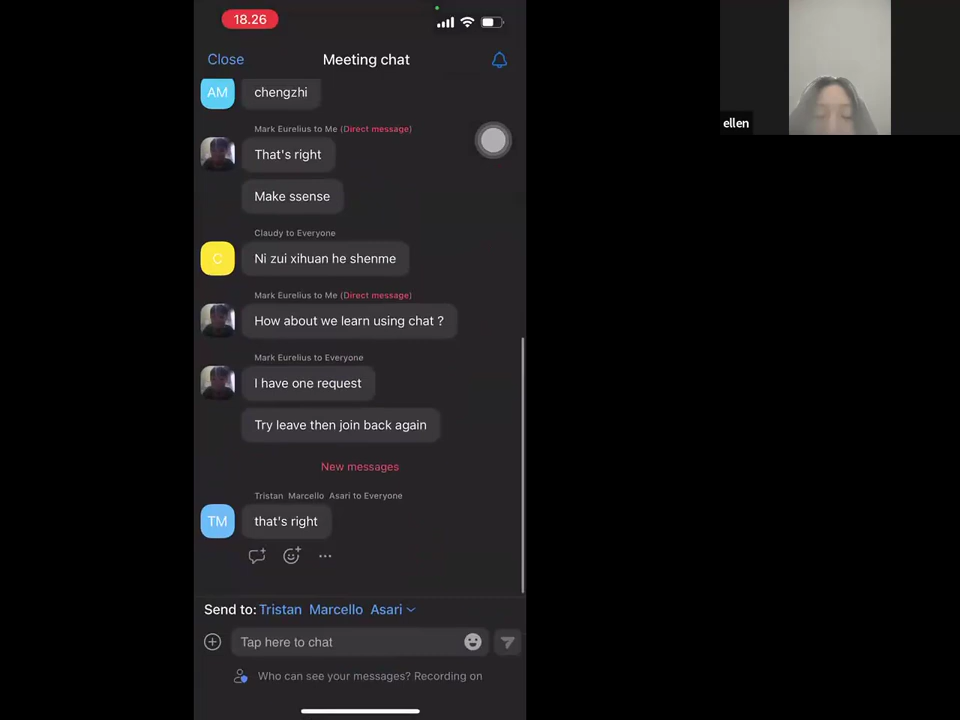 18.26
Close
Meeting chat
AM
chengzhi
Mark Eurelius to Me (Direct message)
That's right
Make ssense
Claudy to Everyone
C
Ni zui xihuan he shenme
Mark Eurelius to Me (Direct message)
How about we learn using chat ?
Mark Eurelius to Everyone
I have one request
Try leave then join back again
New messages
Tristan Marcello Asari to Everyone
TM
that's right
Send to: Tristan Marcello Asari
Tap here to chat
Who can see your messages? Recording on
ellen